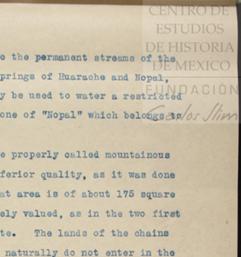 CENTRO DE
ESTUDIOS
DE HISTORIA
DE MEXICO
FUNDACIÓN
Carlos Slim
o the permanent streams of the
prings of Huarache and Nopal,
y be used to water a restricted
one of "Nopal" which belongs to
e properly called mountainous
ferior quality, as it was done
at area is of about 175 square
ely valued, as in the two first
te. The lands of the chains
naturally do not enter in the